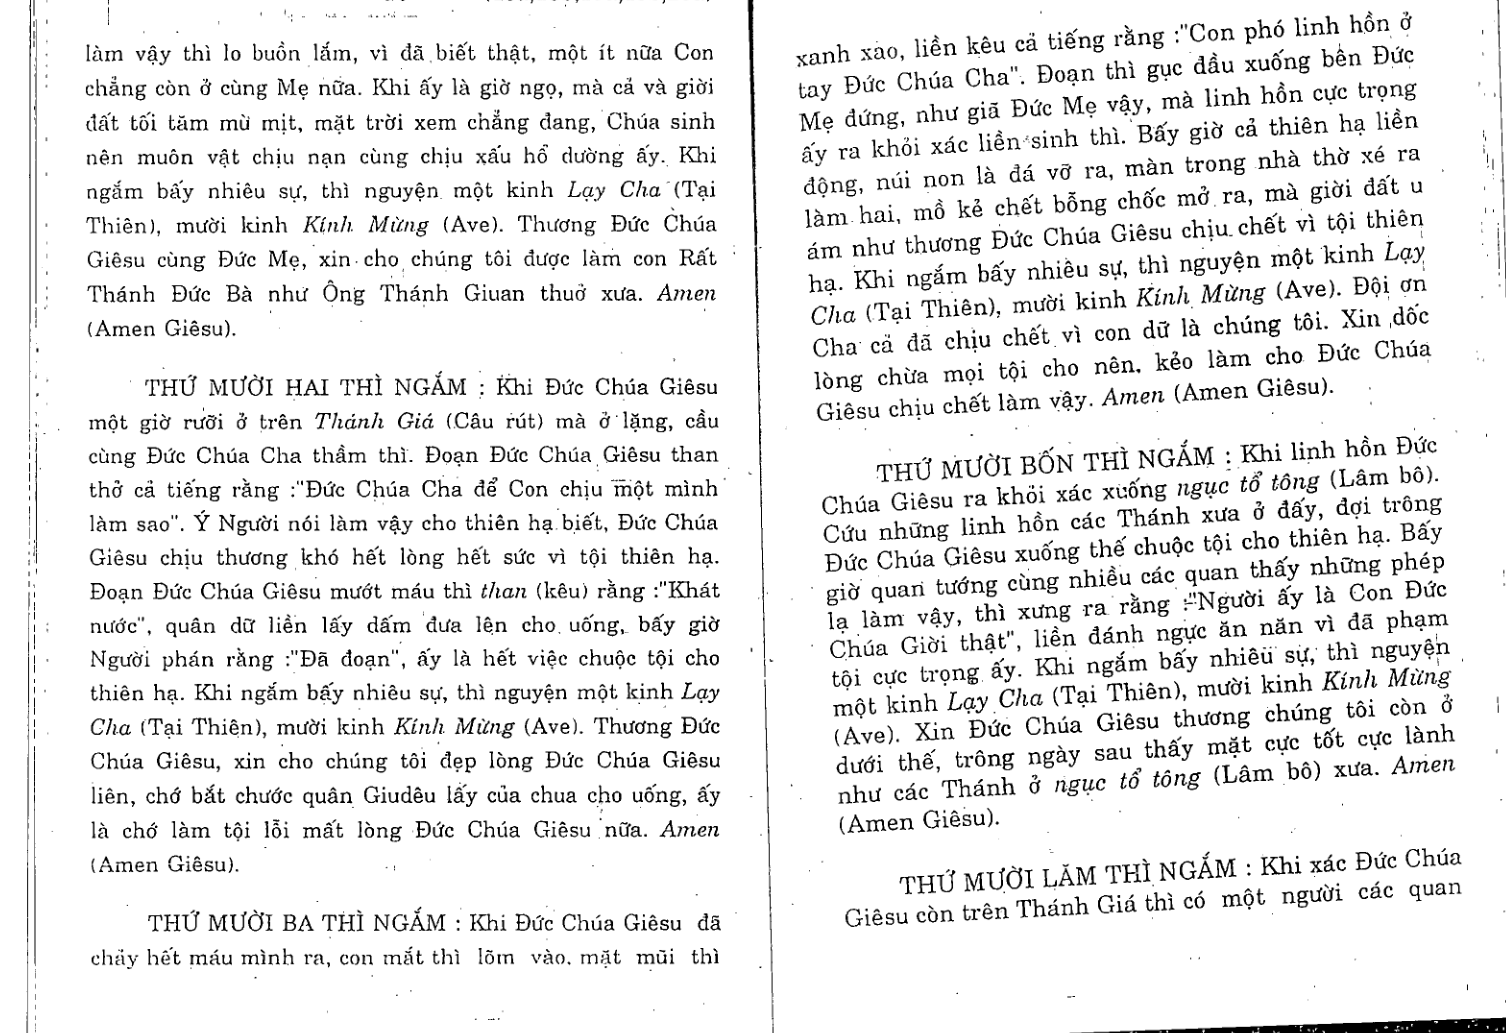 làm vậy thì lo buồn lắm, vì đã biết thật, một ít nữa Con
chẳng còn ở cùng Mẹ nữa. Khi ấy là giờ ngọ, mà cả và giời
đất tối tăm mù mịt, mặt trời xem chẳng đang, Chúa sinh
nên muôn vật chịu nạn cùng chịu xấu hổ dường ấy. Khi
ngắm bấy nhiêu sự, thì nguyện một kinh Lạy Cha (Tại
Thiên), mười kinh Kính Mừng (Ave). Thương Đức Chúa
Giêsu cùng Đức Mẹ, xin cho chúng tôi được làm con Rất
Thánh Đức Bà như Ông Thánh Giuan thuở xưa. Amen
(Amen Giêsu).
THỨ MƯỜI HAI THÌ NGẮM : Khi Đức Chúa Giêsu
một giờ rưỡi ở trên Thánh Giá (Câu rút) mà ở lặng, cầu
cùng Đức Chúa Cha thầm thì. Đoạn Đức Chúa Giêsu than
thở cả tiếng rằng :"Đức Chúa Cha để Con chịu một mình
làm sao". Ý Người nói làm vậy cho thiên hạ biết, Đức Chúa
Giêsu chịu thương khó hết lòng hết sức vì tội thiên hạ.
Đoạn Đức Chúa Giêsu mướt máu thì than (kêu) rằng :"Khát
nước", quân dữ liền lấy dấm đưa lên cho uống, bấy giờ
Người phán rằng :"Đã đoạn", ấy là hết việc chuộc tội cho
thiên hạ. Khi ngắm bấy nhiêu sự, thì nguyện một kinh Lạy
Cha (Tại Thiên), mười kinh Kính Mừng (Ave). Thương Đức
Chúa Giêsu, xin cho chúng tôi đẹp lòng Đức Chúa Giêsu
liên, chớ bắt chước quân Giudêu lấy của chua cho uống, ấy
là chớ làm tội lỗi mất lòng Đức Chúa Giêsu nữa. Amen
(Amen Giêsu).
THỨ MƯỜI BA THÌ NGẮM : Khi Đức Chúa Giêsu đã
chảy hết máu mình ra, con mắt thì lõm vào, mặt mũi thì
xanh xao, liền kêu cả tiếng rằng :"Con phó linh hồn ở
tay Đức Chúa Cha". Đoạn thì gục đầu xuống bên Đức
Mẹ đứng, như giã Đức Mẹ vậy, mà linh hồn cực trọng
ấy ra khỏi xác liền sinh thì. Bấy giờ cả thiên hạ liền
động, núi non là đá vỡ ra, màn trong nhà thờ xé ra
làm hai, mồ kẻ chết bỗng chốc mở ra, mà giời đất u
ám như thương Đức Chúa Giêsu chịu chết vì tội thiên
hạ. Khi ngắm bấy nhiêu sự, thì nguyện một kinh Lạy
Cha (Tại Thiên), mười kinh Kính Mừng (Ave). Đội ơn
Cha cả đã chịu chết vì con dữ là chúng tôi. Xin dốc
lòng chừa mọi tội cho nên, kẻo làm cho Đức Chúa
Giêsu chịu chết làm vậy. Amen (Amen Giêsu).
THỨ MƯỜI BỐN THÌ NGẮM : Khi linh hồn Đức
Chúa Giêsu ra khỏi xác xuống ngục tổ tông (Lâm bô).
Cứu những linh hồn các Thánh xưa ở đấy, đợi trông
Đức Chúa Giêsu xuống thế chuộc tội cho thiên hạ. Bấy
giờ quan tướng cùng nhiều các quan thấy những phép
lạ làm vậy, thì xưng ra rằng :"Người ấy là Con Đức
Chúa Giời thật", liền đánh ngực ăn năn vì đã phạm
tội cực trọng ấy. Khi ngắm bấy nhiêu sự, thì nguyện
một kinh Lạy Cha (Tại Thiên), mười kinh Kính Mừng
(Ave). Xin Đức Chúa Giêsu thương chúng tôi còn ở
dưới thế, trông ngày sau thấy mặt cực tốt cực lành
như các Thánh ở ngục tổ tông (Lâm bô) xưa. Amen
(Amen Giêsu).
THỨ MƯỜI LĂM THÌ NGẮM : Khi xác Đức Chúa
Giêsu còn trên Thánh Giá thì có một người các quan